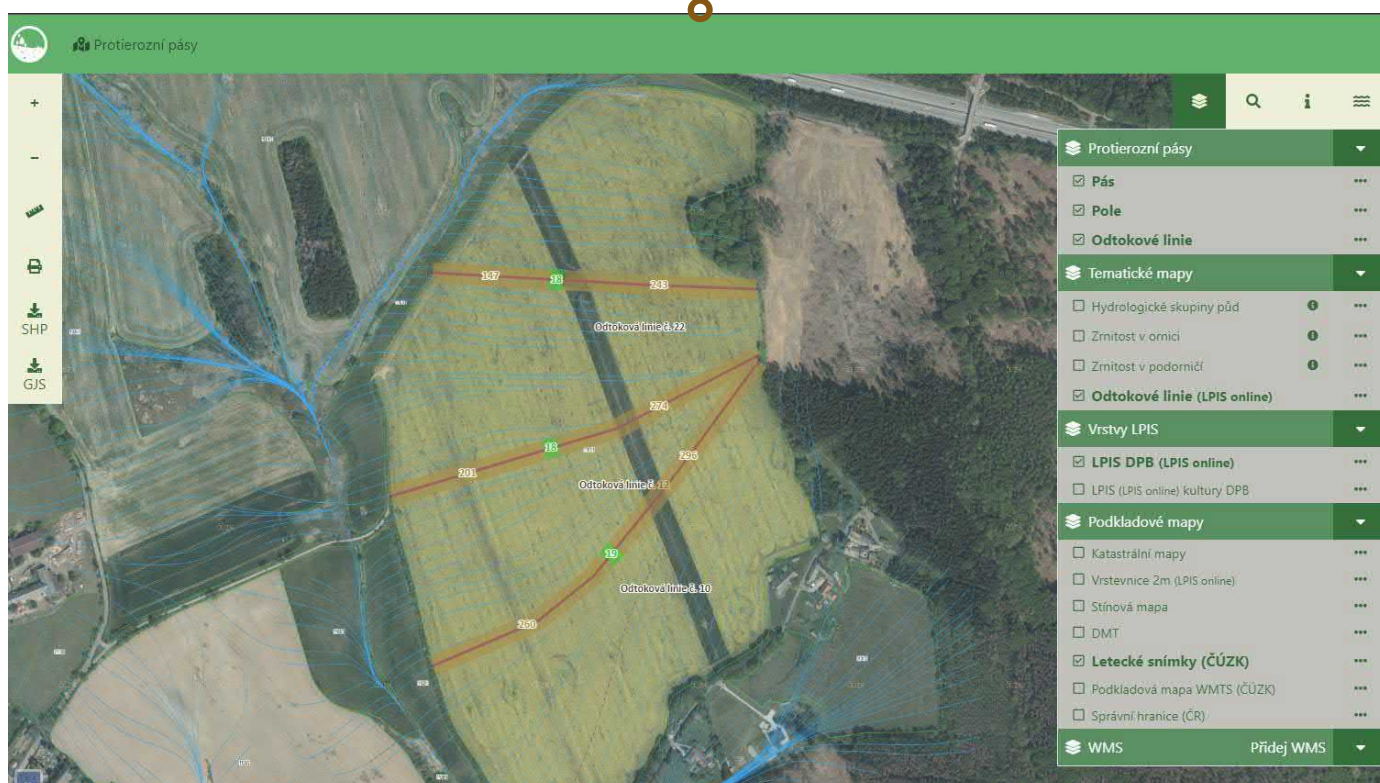 Protierozní pásy
+
-
SHP
GJS
147
18
243
Odtoková linie č. 22
274
18
201
296
Odtoková linie č. 12
19
Odtoková linie č. 10
260
Protierozní pásy
Pás
Pole
Odtokové linie
Tematické mapy
Hydrologické skupiny půd
Zrnitost v ornici
Zrnitost v podorničí
Odtokové linie (LPIS online)
Vrstvy LPIS
LPIS DPB (LPIS online)
LPIS (LPIS online) kultury DPB
Podkladové mapy
Katastrální mapy
Vrstevnice 2m (LPIS online)
Stínová mapa
DMT
Letecké snímky (ČÚZK)
Podkladová mapa WMTS (ČÚZK)
Správní hranice (ČR)
WMS Přidej WMS